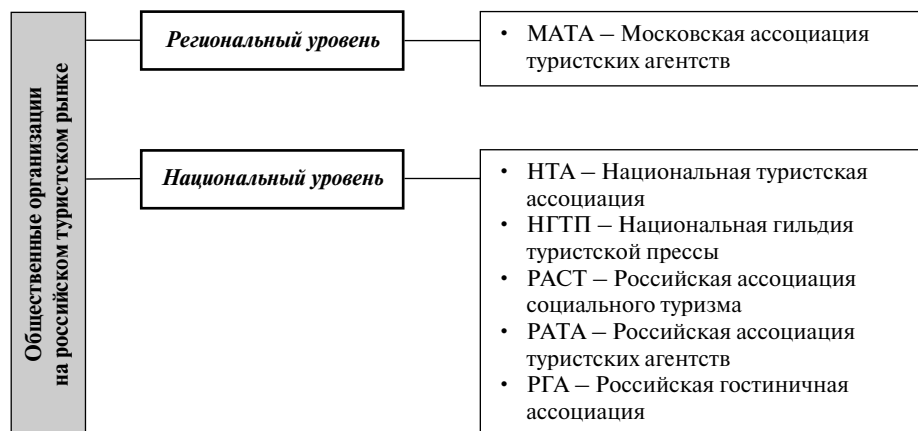 Общественные организации
на российском туристском рынке
Региональный уровень
• МАТА – Московская ассоциация
туристских агентств
Национальный уровень
• НТА – Национальная туристская
ассоциация
• НГТП – Национальная гильдия
туристской прессы
• РАСТ – Российская ассоциация
социального туризма
• РАТА – Российская ассоциация
туристских агентств
• РГА – Российская гостиничная
ассоциация